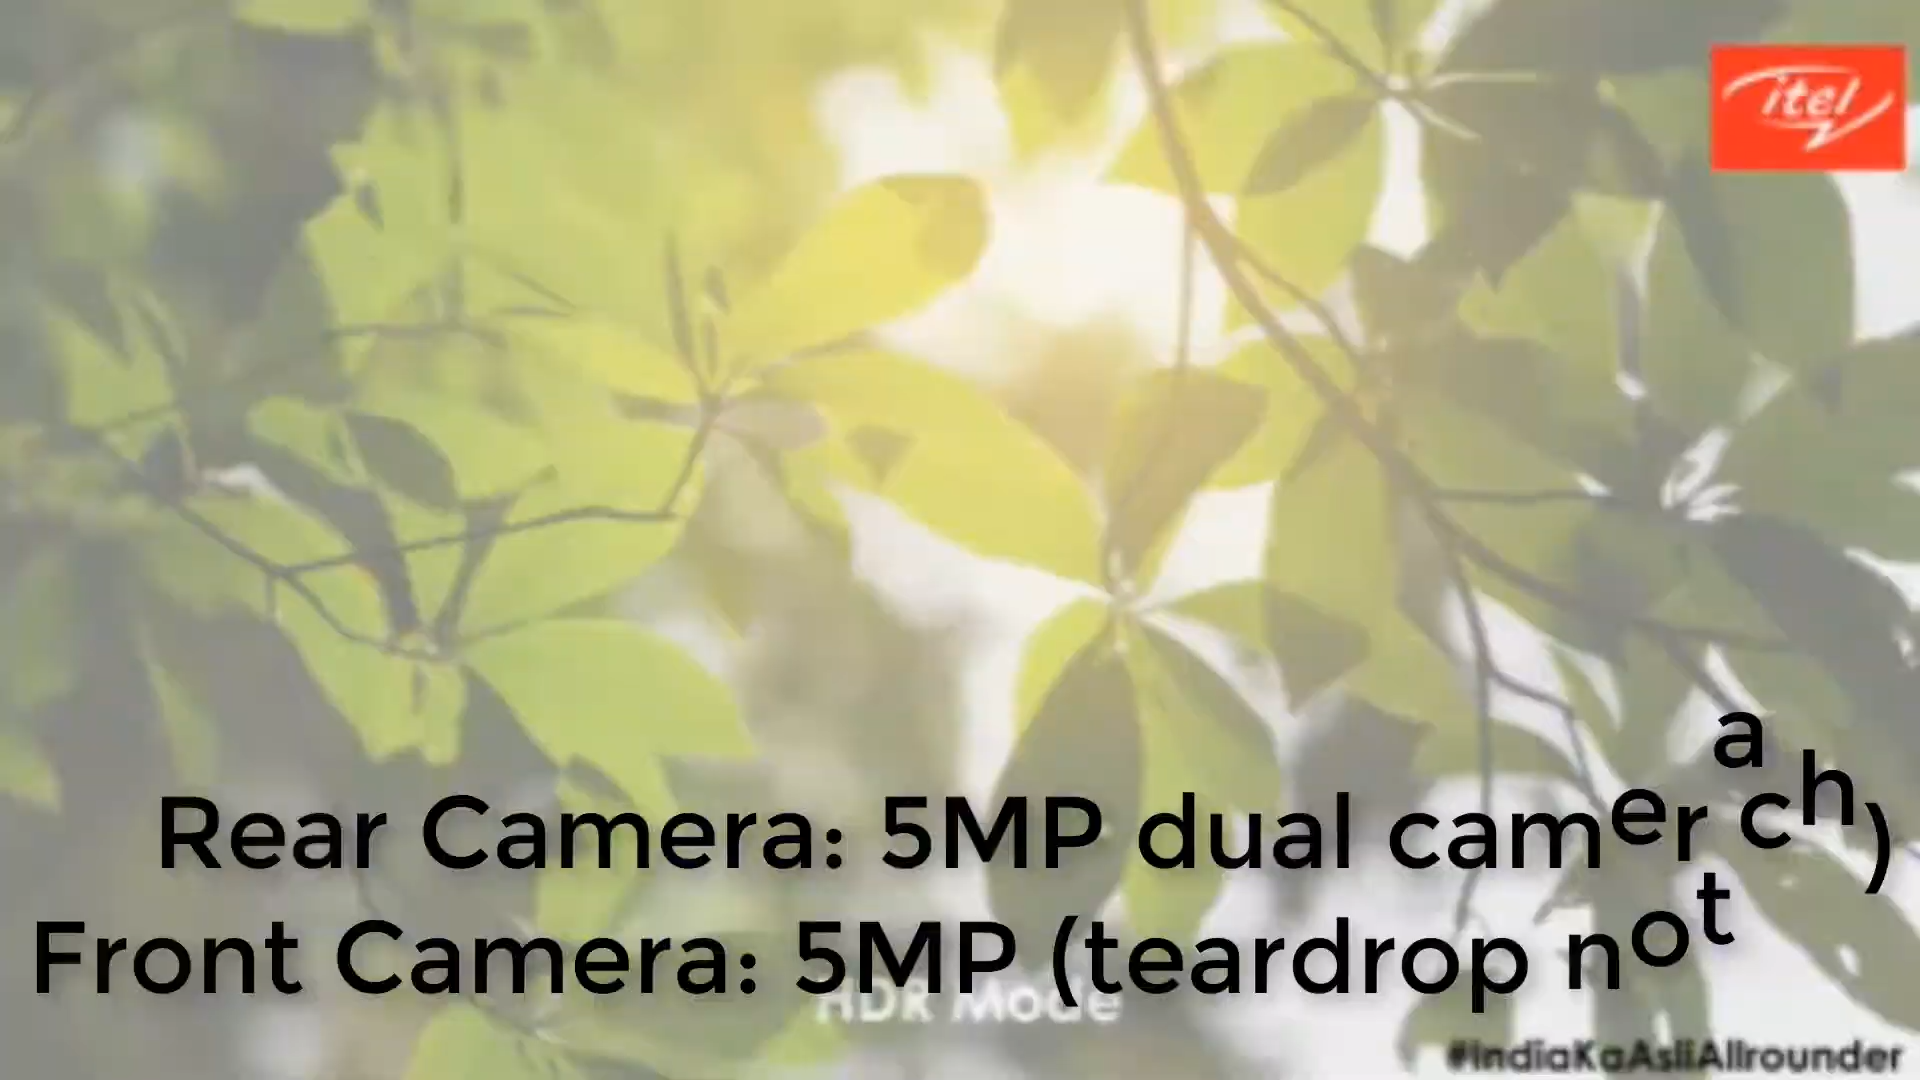 itel
Rear Camera: 5MP dual camera
Front Camera: 5MP (teardrop notch)
HDR Mode
#IndiaKaAsliAllrounder